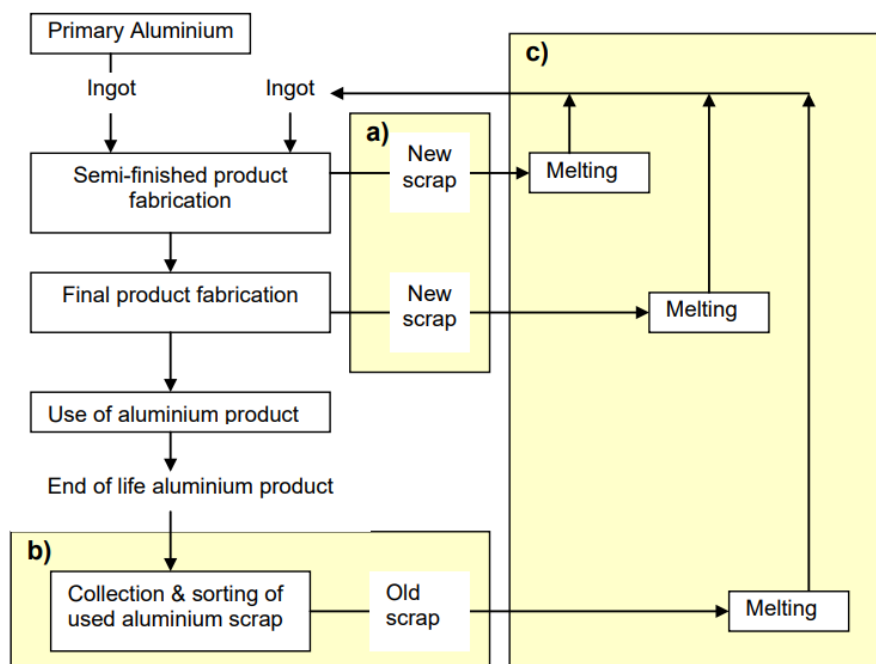 Primary Aluminium
c)
Ingot
Ingot
a)
New
scrap
Melting
Semi-finished product
fabrication
Final product fabrication
New
scrap
Melting
Use of aluminium product
End of life aluminium product
b)
Collection & sorting of
used aluminium scrap
Old
scrap
Melting